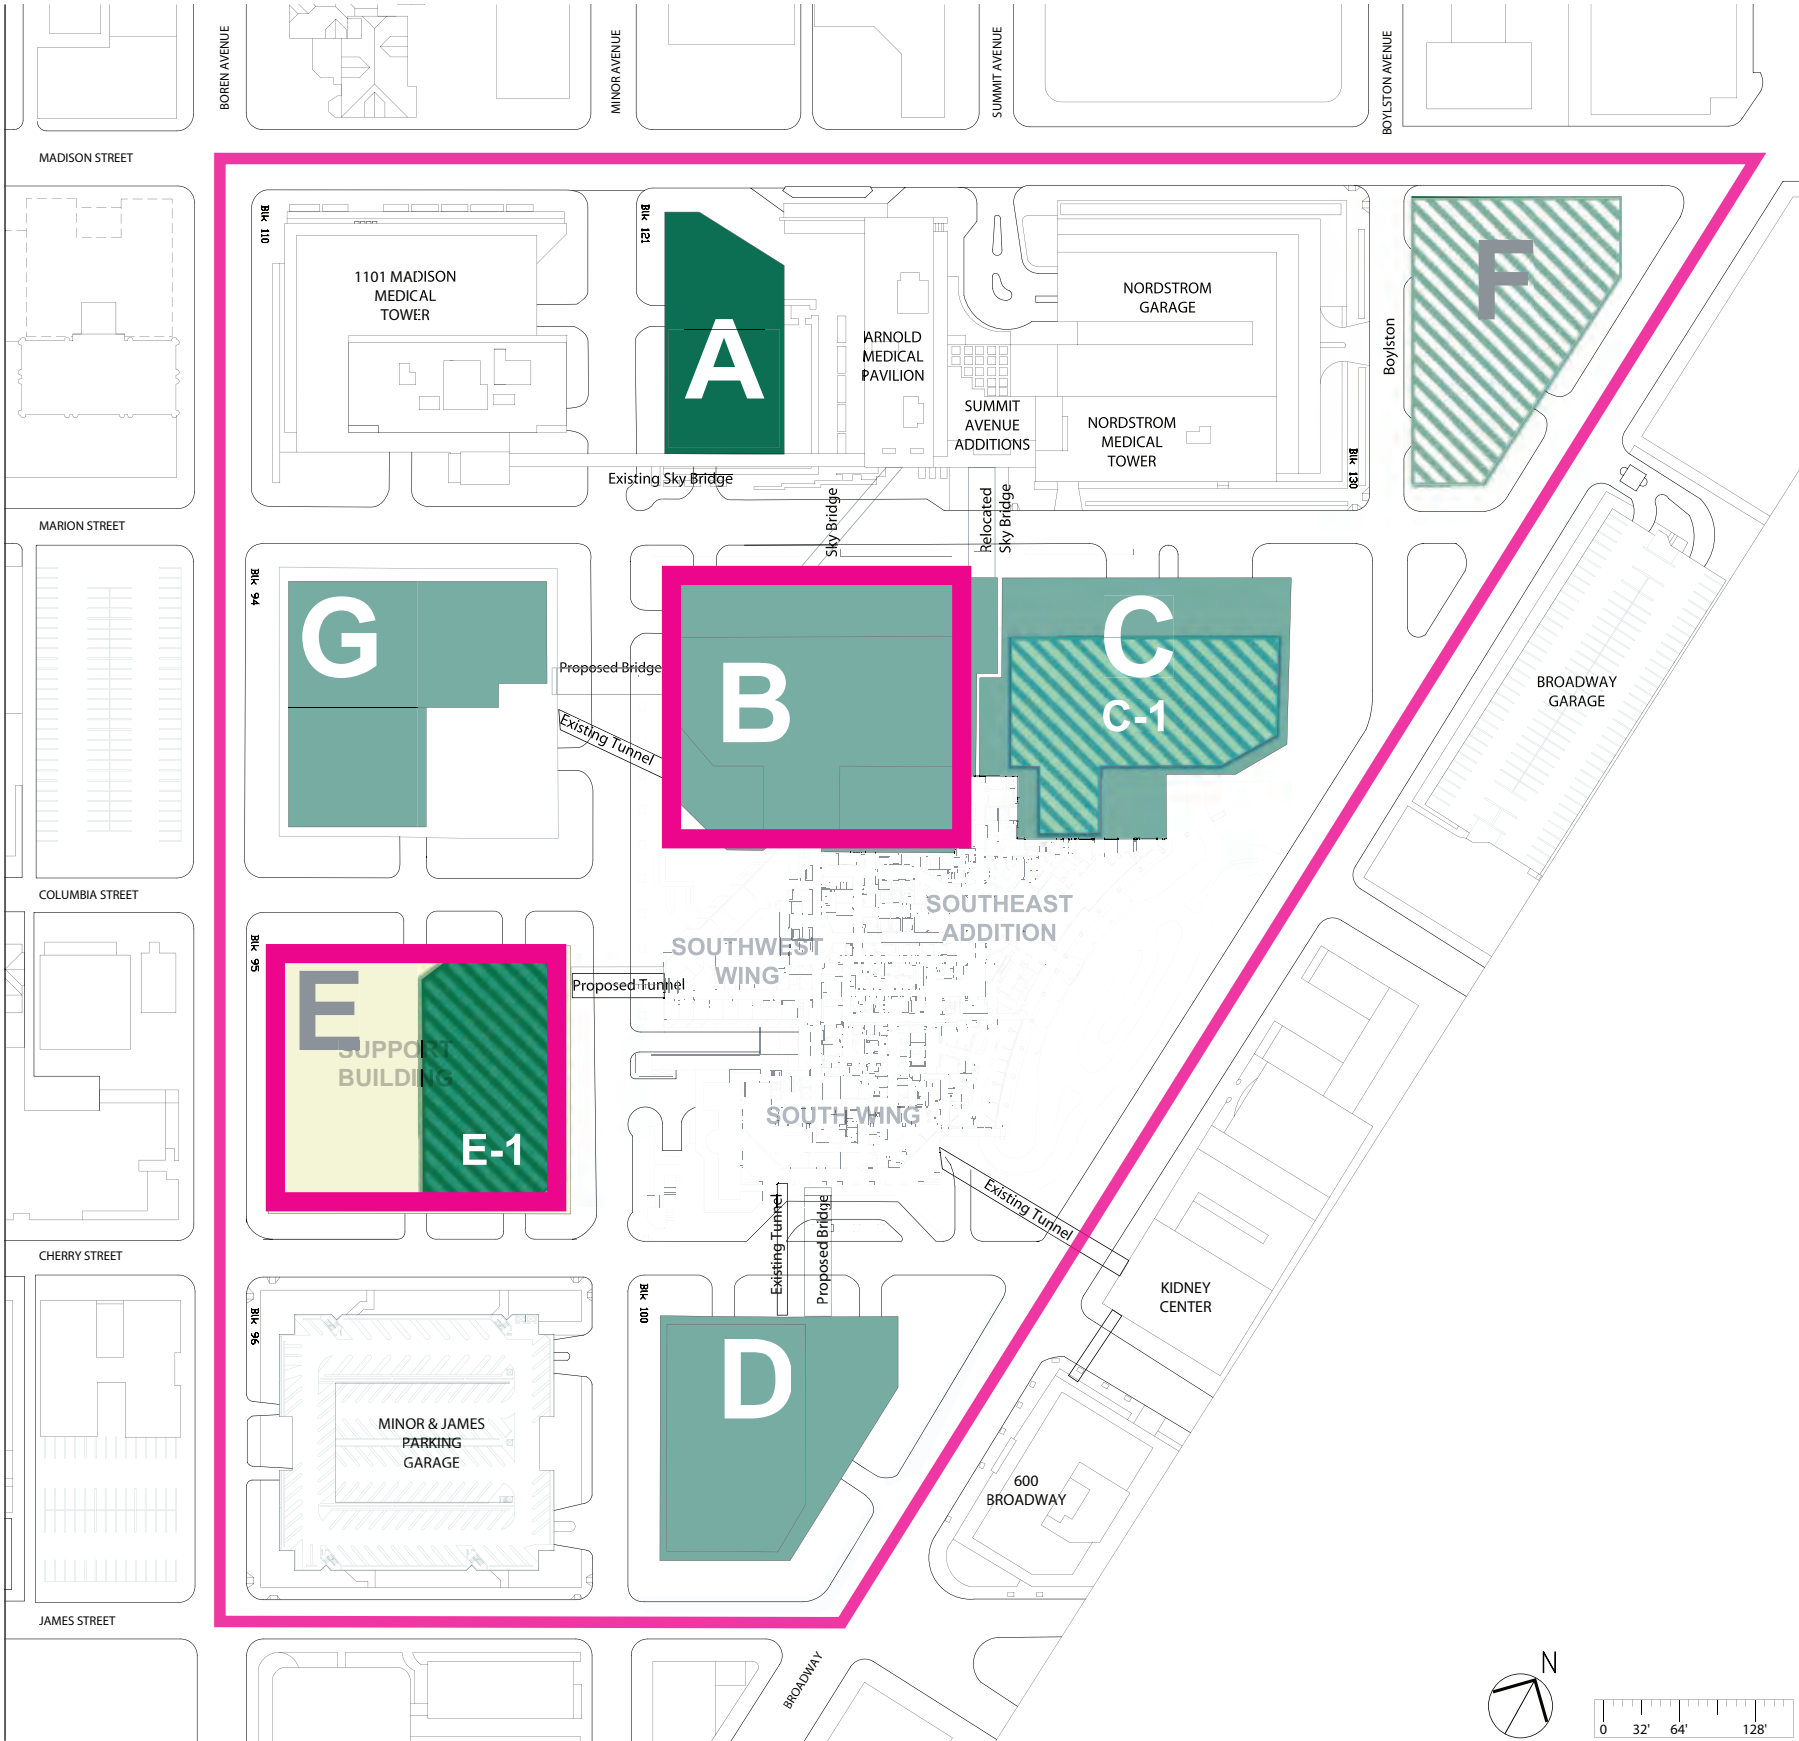 BOREN AVENUE
MINOR AVENUE
SUMMIT AVENUE
BOYLSTON AVENUE
MADISON STREET
Blk 110
Blk 121
1101 MADISON
MEDICAL
TOWER
A
ARNOLD
MEDICAL
PAVILION
NORDSTROM
GARAGE
SUMMIT
AVENUE
ADDITIONS
NORDSTROM
MEDICAL
TOWER
Boylston
F
Blk 130
Existing Sky Bridge
Sky Bridge
Relocated
Sky Bridge
MARION STREET
Blk 94
G
Proposed Bridge
Existing Tunnel
B
C
C-1
BROADWAY
GARAGE
COLUMBIA STREET
Blk 95
E
SUPPORT
BUILDING
E-1
Proposed Tunnel
SOUTHWEST
WING
SOUTHEAST
ADDITION
SOUTH WING
Existing Tunnel
Proposed Bridge
Existing Tunnel
CHERRY STREET
KIDNEY
CENTER
Blk 96
Blk 100
D
MINOR & JAMES
PARKING
GARAGE
600
BROADWAY
JAMES STREET
BROADWAY
N
0 32' 64' 128'